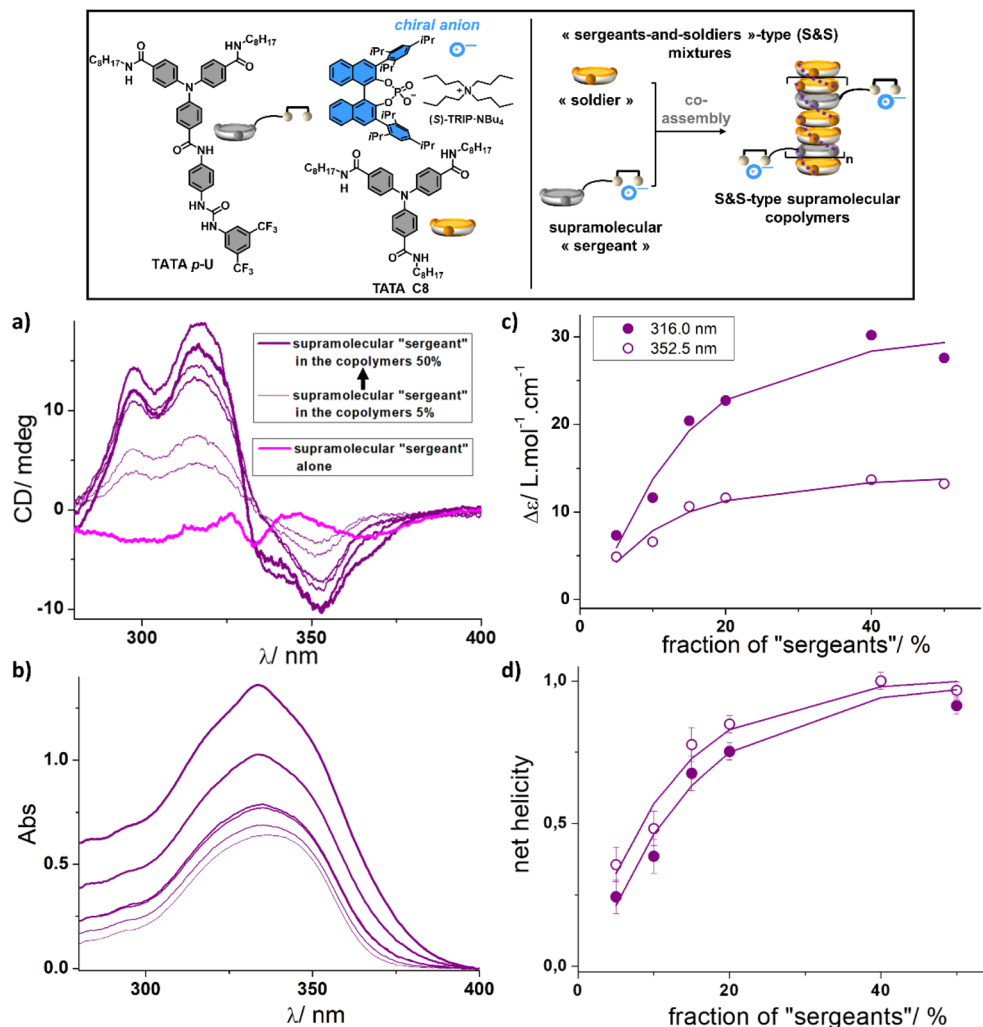 chiral anion
C8H17
N
H
O
O
HN-C8H17
N
O
NH
NH
O
NH
CF3
CF3
TATA p-U
iPr
iPr
iPr
O
O
P
O
O−
iPr
iPr
iPr
N+
(S)-TRIP·NBu4
O
HN-C8H17
C8H17
N
H
O
N
O
NH
C8H17
TATA C8
« sergeants-and-soldiers »-type (S&S)
mixtures
« soldier »
co-
assembly
supramolecular
« sergeant »
n
S&S-type supramolecular
copolymers
a)
CD/ mdeg
10
0
-10
300
350
400
λ/ nm
supramolecular "sergeant"
in the copolymers 50%
supramolecular "sergeant"
in the copolymers 5%
supramolecular "sergeant"
alone
c)
Δε/ L.mol-1.cm-1
30
20
10
0
0
20
40
fraction of "sergeants"/ %
316.0 nm
352.5 nm
b)
Abs
1.0
0.5
0.0
300
350
400
λ/ nm
d)
net helicity
1,0
0,5
0,0
0
20
40
fraction of "sergeants"/ %